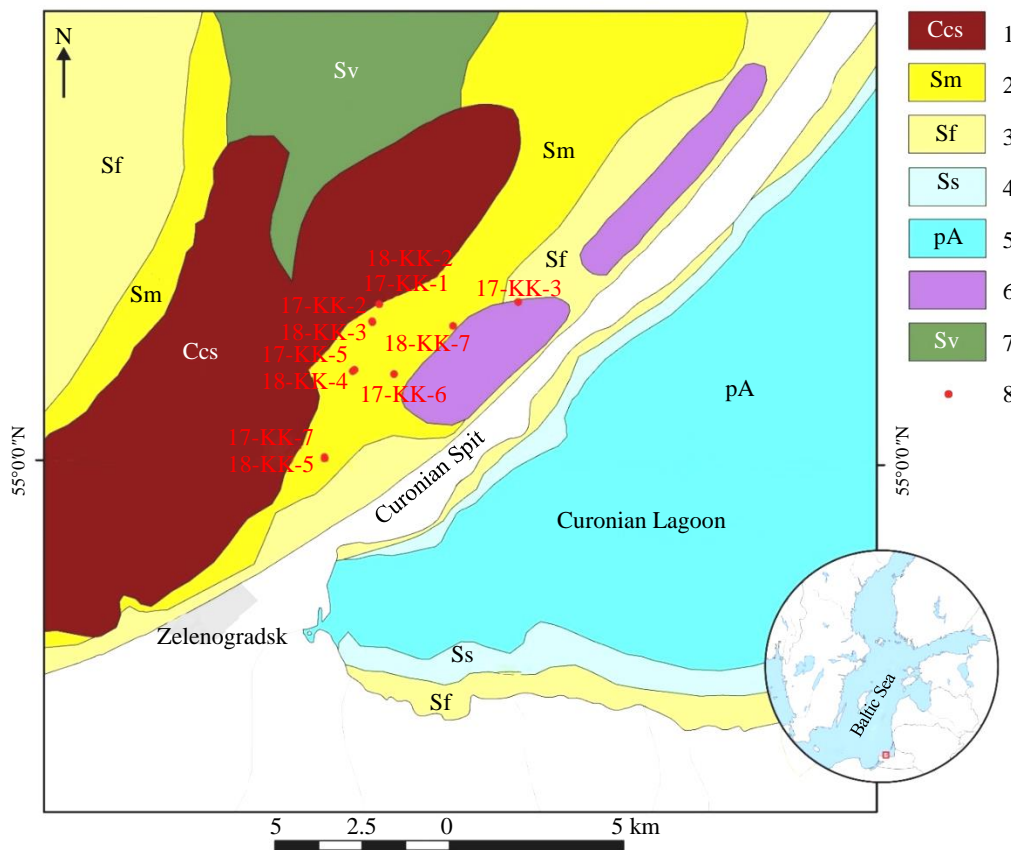 N
Sv
Sf
Sm
Sm
Sf
18-KK-2
17-KK-1
17-KK-3
17-KK-2
18-KK-3
18-KK-7
17-KK-5
18-KK-4
17-KK-6
Ccs
17-KK-7
18-KK-5
pA
Curonian Spit
Curonian Lagoon
Zelenogradsk
Ss
Sf
55°0'0"N
55°0'0"N
Baltic Sea
Ccs 1
Sm 2
Sf 3
Ss 4
pA 5
6
Sv 7
8
5 2.5 0 5 km